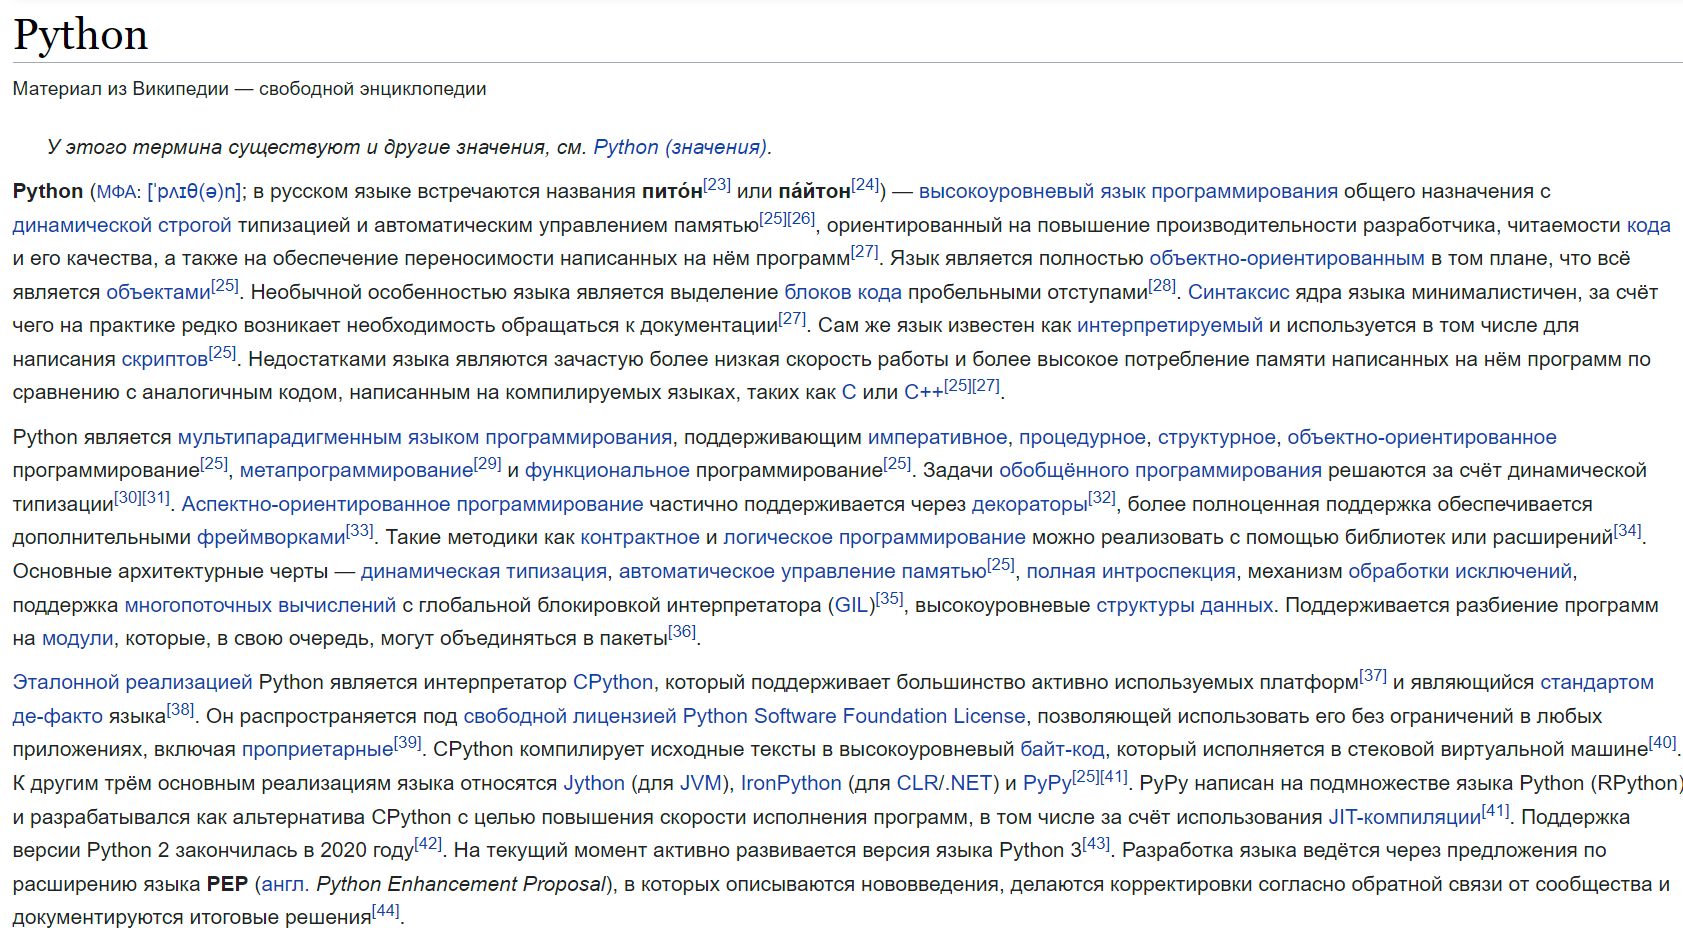 Python
Материал из Википедии — свободной энциклопедии
У этого термина существуют и другие значения, см. Python (значения).
Python (МФА: [ˈpʌɪθ(ə)n]; в русском языке встречаются названия пито́н[23] или па́йтон[24]) — высокоуровневый язык программирования общего назначения с
динамической строгой типизацией и автоматическим управлением памятью[25][26], ориентированный на повышение производительности разработчика, читаемости кода
и его качества, а также на обеспечение переносимости написанных на нём программ[27]. Язык является полностью объектно-ориентированным в том плане, что всё
является объектами[25]. Необычной особенностью языка является выделение блоков кода пробельными отступами[28]. Синтаксис ядра языка минималистичен, за счёт
чего на практике редко возникает необходимость обращаться к документации[27]. Сам же язык известен как интерпретируемый и используется в том числе для
написания скриптов[25]. Недостатками языка являются зачастую более низкая скорость работы и более высокое потребление памяти написанных на нём программ по
сравнению с аналогичным кодом, написанным на компилируемых языках, таких как C или C++[25][27].
Python является мультипарадигменным языком программирования, поддерживающим императивное, процедурное, структурное, объектно-ориентированное
программирование[25], метапрограммирование[29] и функциональное программирование[25]. Задачи обобщённого программирования решаются за счёт динамической
типизации[30][31]. Аспектно-ориентированное программирование частично поддерживается через декораторы[32], более полноценная поддержка обеспечивается
дополнительными фреймворками[33]. Такие методики как контрактное и логическое программирование можно реализовать с помощью библиотек или расширений[34].
Основные архитектурные черты — динамическая типизация, автоматическое управление памятью[25], полная интроспекция, механизм обработки исключений,
поддержка многопоточных вычислений с глобальной блокировкой интерпретатора (GIL)[35], высокоуровневые структуры данных. Поддерживается разбиение программ
на модули, которые, в свою очередь, могут объединяться в пакеты[36].
Эталонной реализацией Python является интерпретатор CPython, который поддерживает большинство активно используемых платформ[37] и являющийся стандартом
де-факто языка[38]. Он распространяется под свободной лицензией Python Software Foundation License, позволяющей использовать его без ограничений в любых
приложениях, включая проприетарные[39]. CPython компилирует исходные тексты в высокоуровневый байт-код, который исполняется в стековой виртуальной машине[40].
К другим трём основным реализациям языка относятся Jython (для JVM), IronPython (для CLR/.NET) и PyPy[25][41]. PyPy написан на подмножестве языка Python (RPython)
и разрабатывался как альтернатива CPython с целью повышения скорости исполнения программ, в том числе за счёт использования JIT-компиляции[41]. Поддержка
версии Python 2 закончилась в 2020 году[42]. На текущий момент активно развивается версия языка Python 3[43]. Разработка языка ведётся через предложения по
расширению языка PEP (англ. Python Enhancement Proposal), в которых описываются нововведения, делаются корректировки согласно обратной связи от сообщества и
документируются итоговые решения[44].